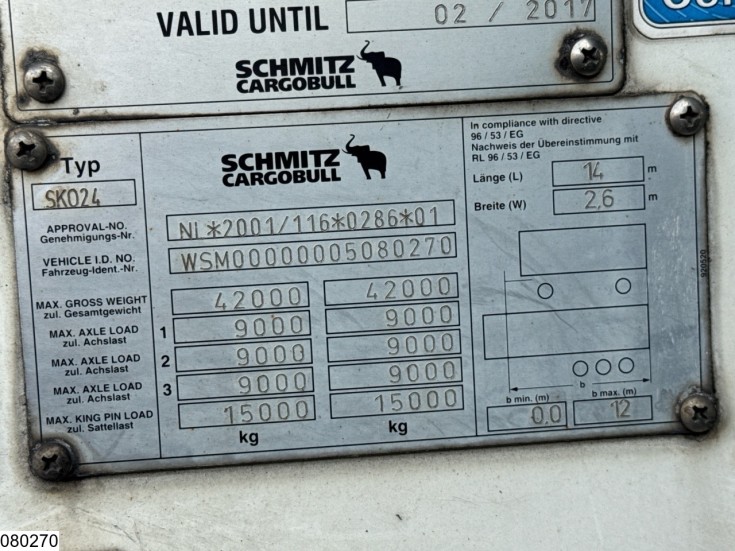 VALID UNTIL 02 / 2017
SCHMITZ
CARGOBULL
Typ
SKO24
SCHMITZ
CARGOBULL
In compliance with directive
96 / 53 / EG
Nachweis der Übereinstimmung mit
RL 96 / 53 / EG
Länge (L) 14 m
Breite (W) 2,6 m
APPROVAL-NO.
Genehmigungs-Nr.
NL*2001/116*0286*01
VEHICLE I.D. NO.
Fahrzeug-Ident.-Nr.
WSM00000005080270
MAX. GROSS WEIGHT
zul. Gesamtgewicht
42000 42000
MAX. AXLE LOAD
zul. Achslast
1 9000 9000
MAX. AXLE LOAD
zul. Achslast
2 9000 9000
MAX. AXLE LOAD
zul. Achslast
3 9000 9000
MAX. KING PIN LOAD
zul. Sattellast
15000 15000
kg kg
b
b min. (m) b max. (m)
0.0 12
920520
080270